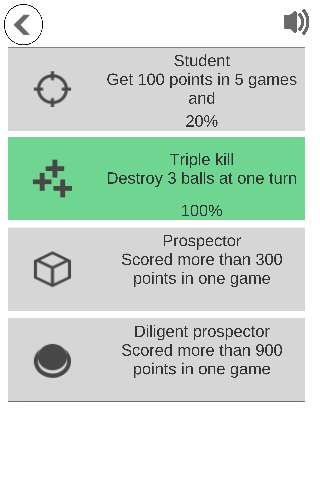 Student
Get 100 points in 5 games
and
20%
Triple kill
Destroy 3 balls at one turn
100%
Prospector
Scored more than 300
points in one game
Diligent prospector
Scored more than 900
points in one game